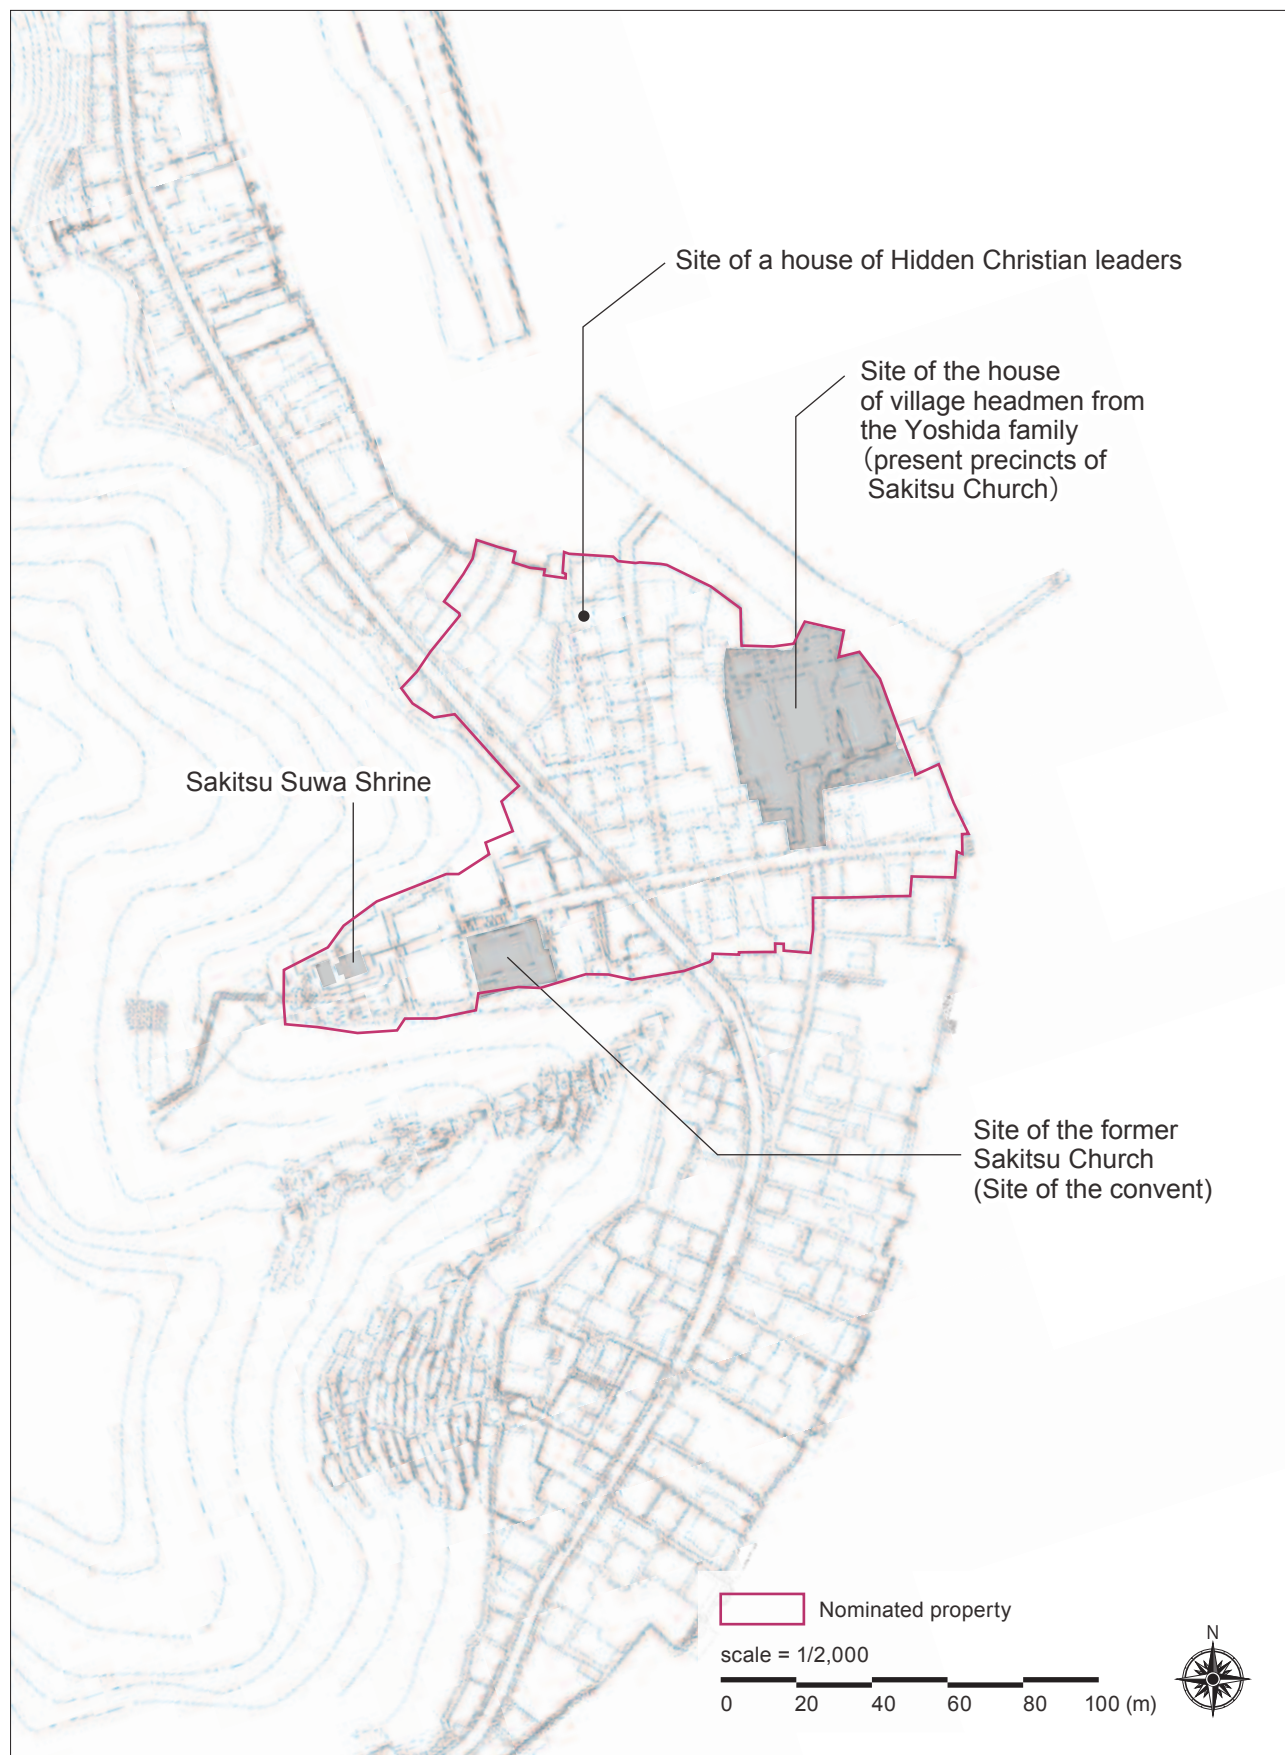 Site of a house of Hidden Christian leaders
Site of the house
of village headmen from
the Yoshida family
（present precincts of
Sakitsu Church）
Sakitsu Suwa Shrine
Site of the former
Sakitsu Church
(Site of the convent)
Nominated property
scale = 1/2,000
0 20 40 60 80 100 (m)
N